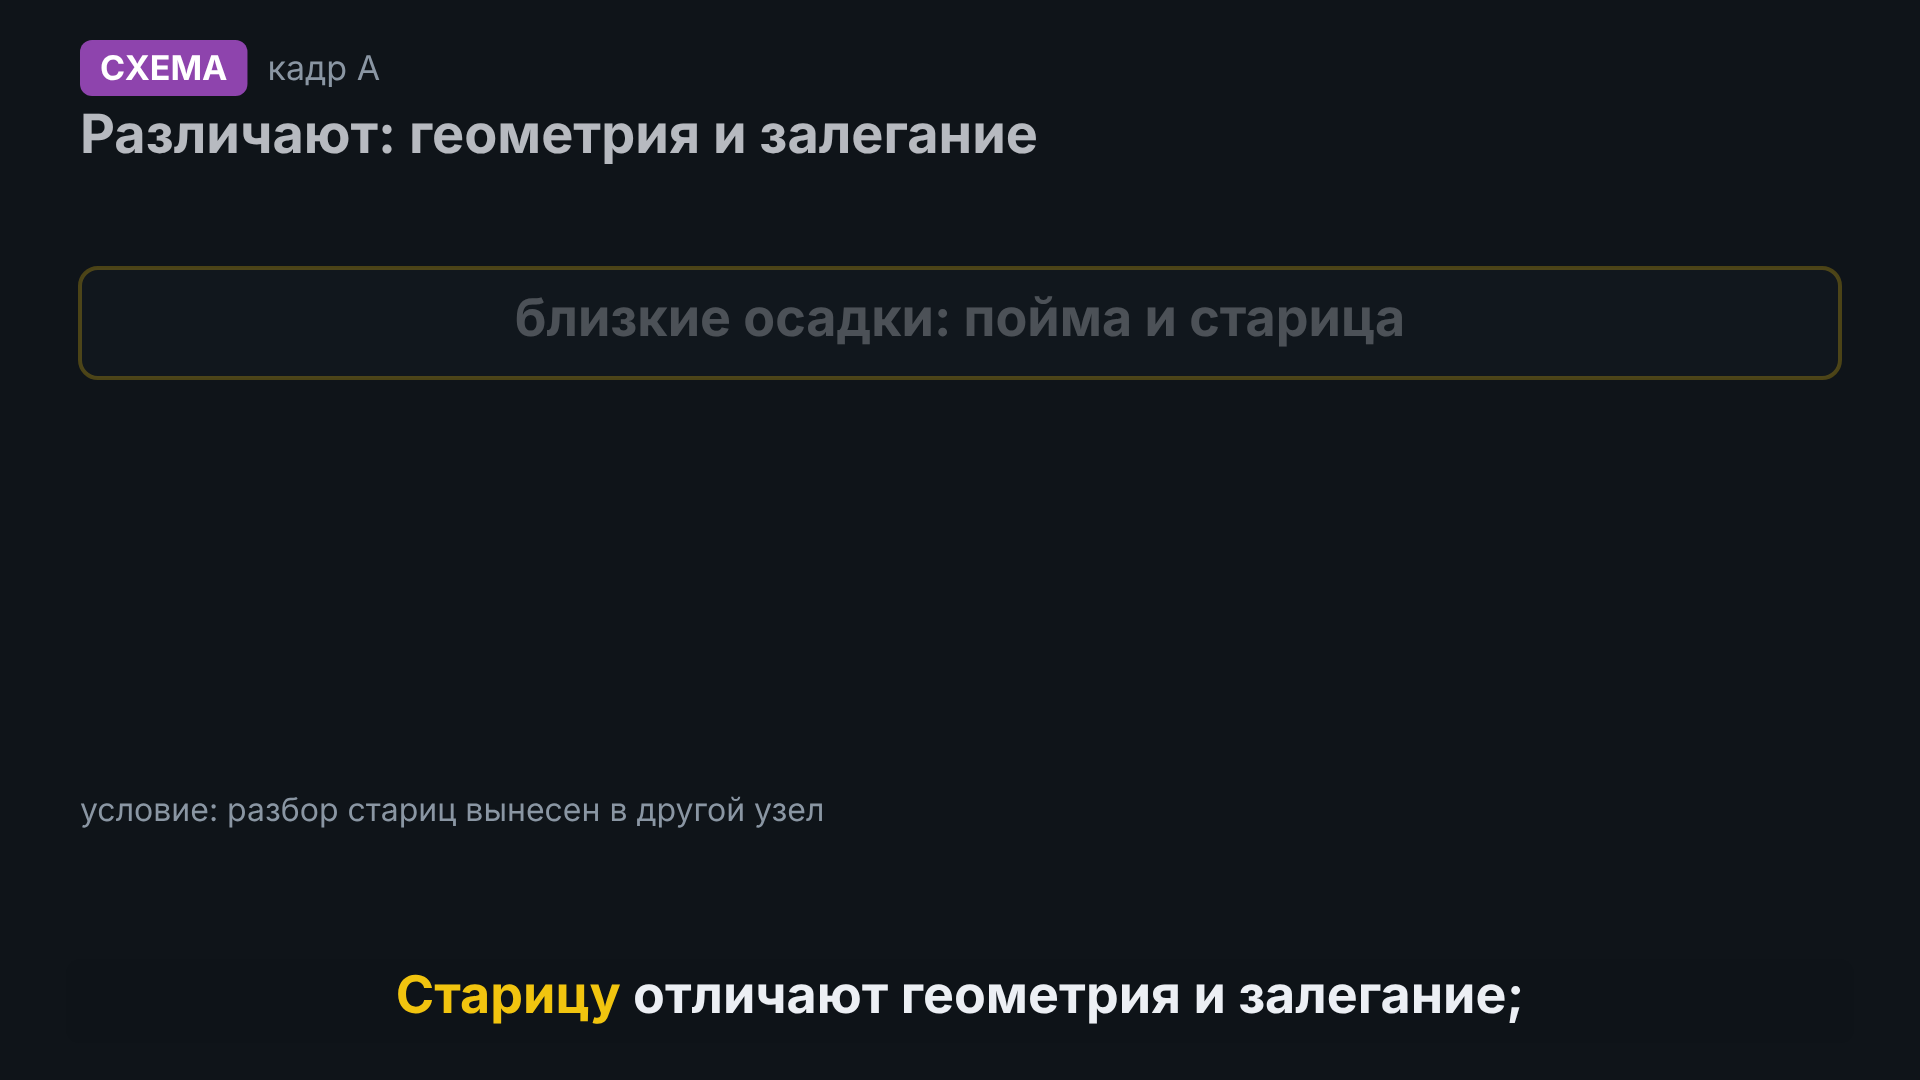 СХЕМА кадр А
Различают: геометрия и залегание
близкие осадки: пойма и старица
условие: разбор стариц вынесен в другой узел
Старицу отличают геометрия и залегание;